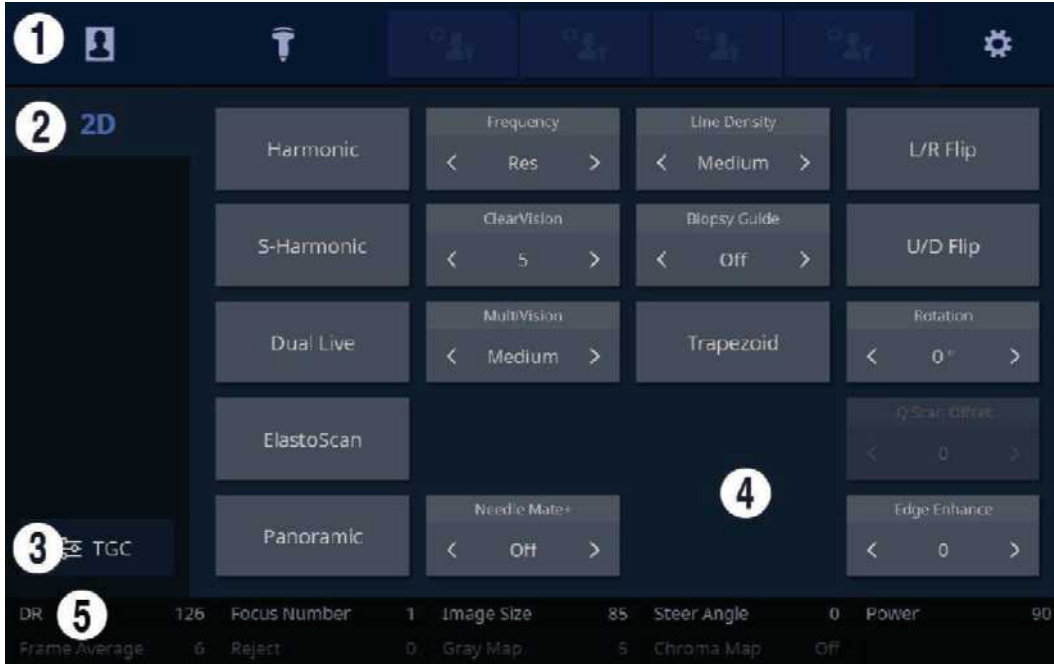 1
2 2D
Harmonic
Frequency
< Res >
Line Density
< Medium >
L/R Flip
S-Harmonic
ClearVision
< 5 >
Biopsy Guide
< Off >
U/D Flip
Dual Live
MultiVision
< Medium >
Trapezoid
Rotation
< 0° >
ElastoScan
4
Q Scan Offset
< 0 >
Panoramic
Needle Mate+
< Off >
Edge Enhance
< 0 >
3 TGC
5
DR 126 Focus Number 1 Image Size 85 Steer Angle 0 Power 90
Frame Average 6 Reject 0 Gray Map 5 Chroma Map Off